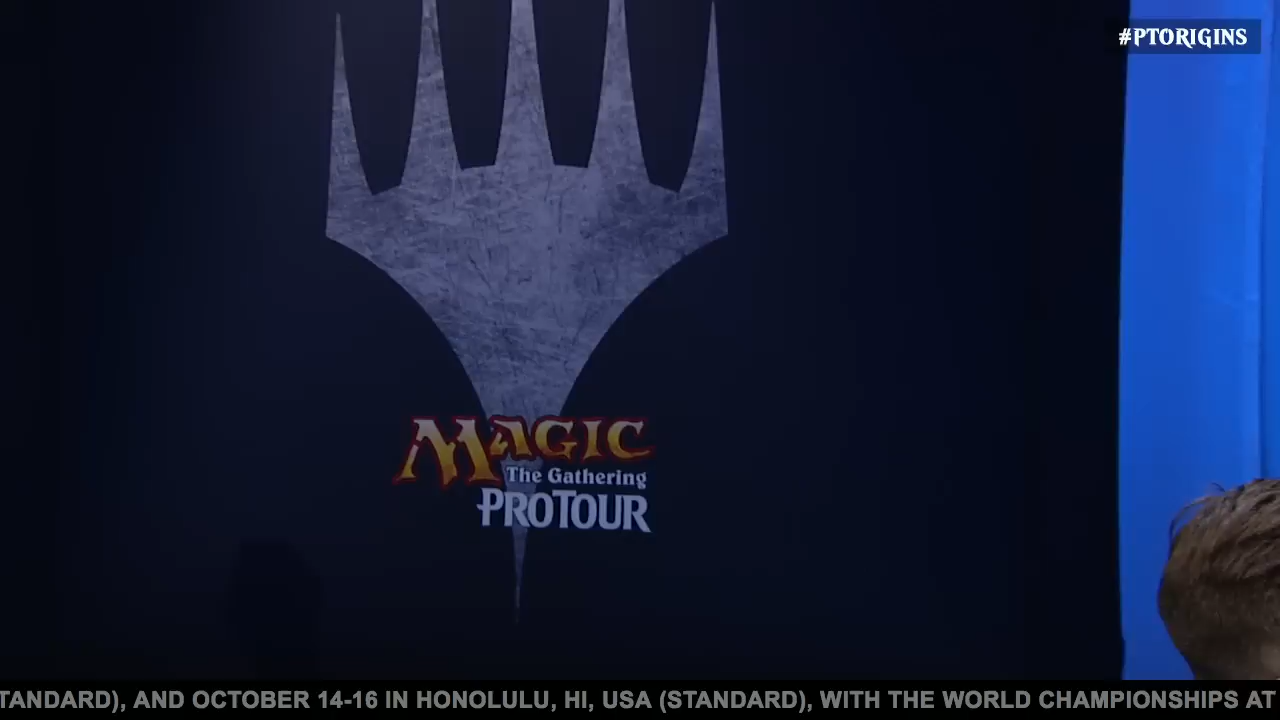 #PTORIGINS
MAGIC
The Gathering
PROTOUR
TANDARD), AND OCTOBER 14-16 IN HONOLULU, HI, USA (STANDARD), WITH THE WORLD CHAMPIONSHIPS AT